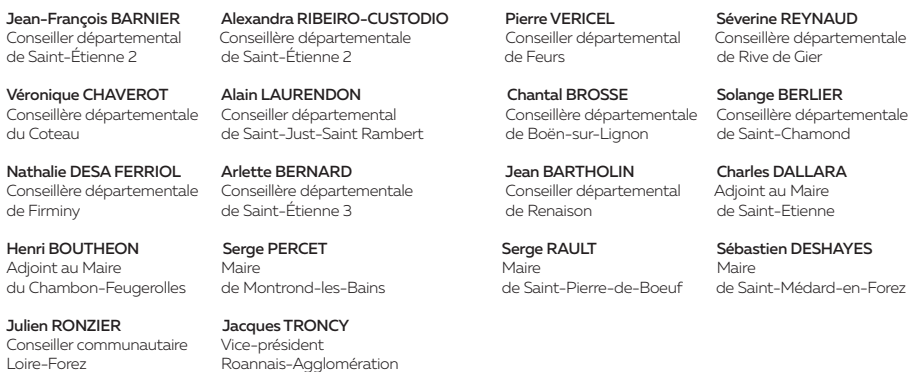 Jean-François BARNIER
Conseiller départemental
de Saint-Étienne 2
Alexandra RIBEIRO-CUSTODIO
Conseillère départementale
de Saint-Étienne 2
Pierre VERICEL
Conseiller départemental
de Feurs
Séverine REYNAUD
Conseillère départementale
de Rive de Gier
Véronique CHAVEROT
Conseillère départementale
du Coteau
Alain LAURENDON
Conseiller departemental
de Saint-Just-Saint Rambert
Chantal BROSSE
Conseillère départementale
de Boën-sur-Lignon
Solange BERLIER
Conseillère départementale
de Saint-Chamond
Nathalie DESA FERRIOL
Conseillère départementale
de Firminy
Arlette BERNARD
Conseillère départementale
de Saint-Étienne 3
Jean BARTHOLIN
Conseiller départemental
de Renaison
Charles DALLARA
Adjoint au Maire
de Saint-Etienne
Henri BOUTHEON
Adjoint au Maire
du Chambon-Feugerolles
Serge PERCET
Maire
de Montrond-les-Bains
Serge RAULT
Maire
de Saint-Pierre-de-Boeuf
Sébastien DESHAYES
Maire
de Saint-Médard-en-Forez
Julien RONZIER
Conseiller communautaire
Loire-Forez
Jacques TRONCY
Vice-président
Roannais-Agglomération